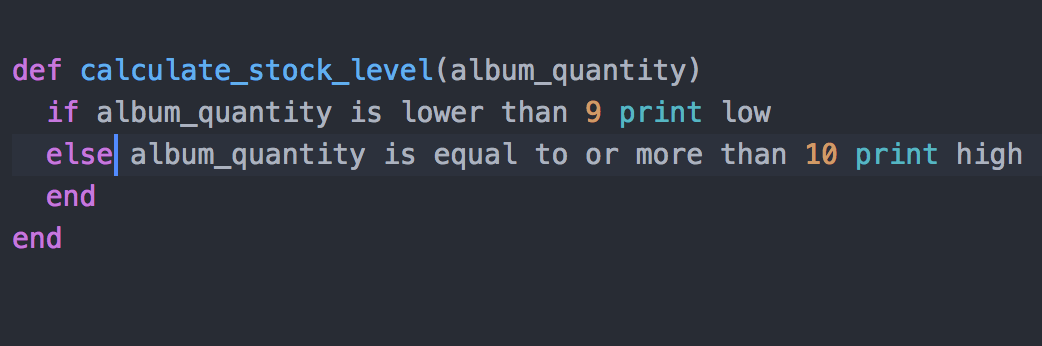 def calculate_stock_level(album_quantity)
  if album_quantity is lower than 9 print low
  else album_quantity is equal to or more than 10 print high
  end
end